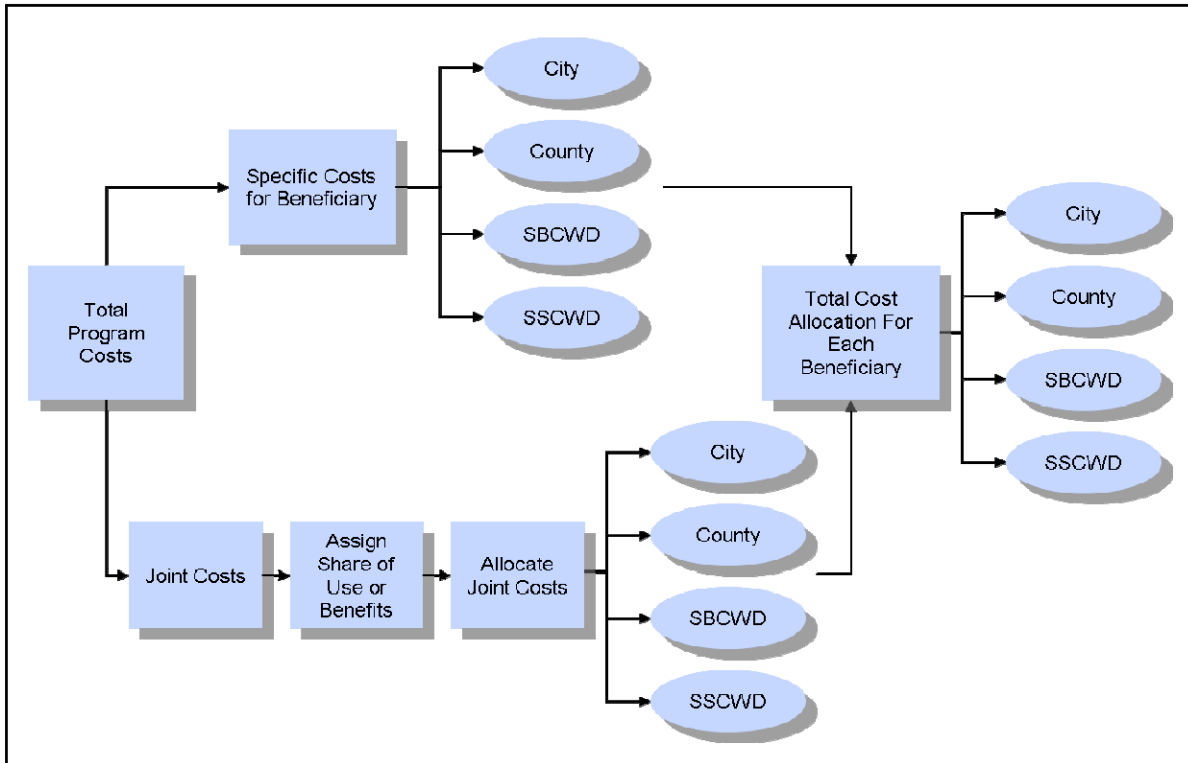 Total
Program
Costs
Specific Costs
for Beneficiary
City
County
SBCWD
SSCWD
Joint Costs
Assign
Share of
Use or
Benefits
Allocate
Joint Costs
City
County
SBCWD
SSCWD
Total Cost
Allocation For
Each
Beneficiary
City
County
SBCWD
SSCWD